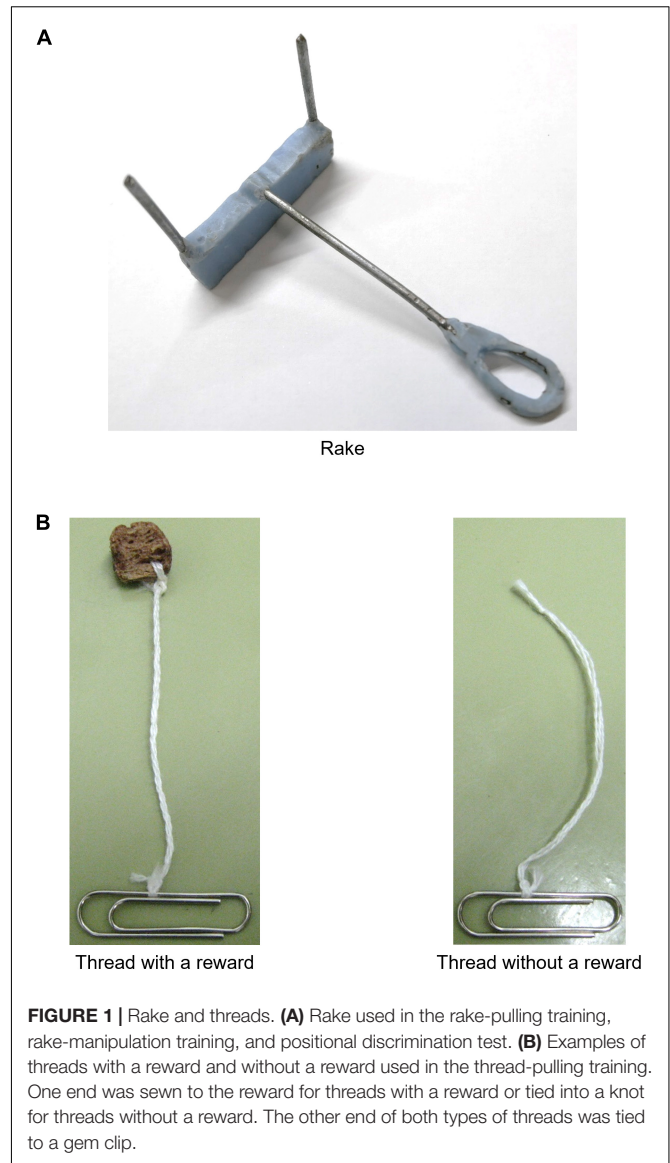 A
Rake
B
Thread with a reward
Thread without a reward
FIGURE 1 | Rake and threads. (A) Rake used in the rake-pulling training,
rake-manipulation training, and positional discrimination test. (B) Examples of
threads with a reward and without a reward used in the thread-pulling training.
One end was sewn to the reward for threads with a reward or tied into a knot
for threads without a reward. The other end of both types of threads was tied
to a gem clip.